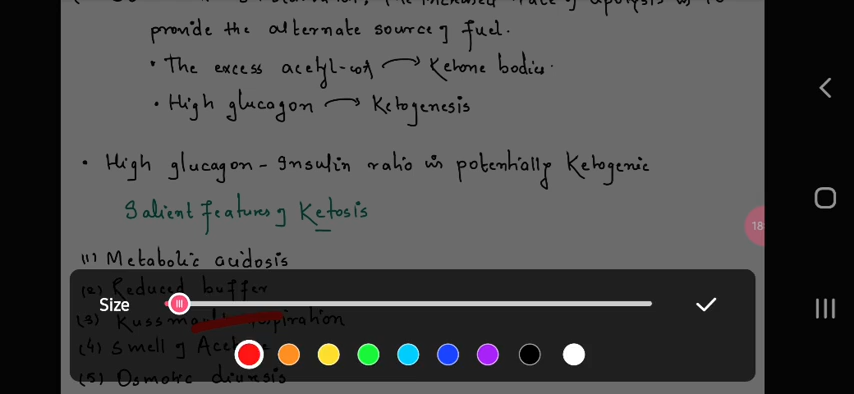 provide the alternate source of fuel.
• The excess acetyl-coA → Ketone bodies.
• High glucagon → Ketogenesis
• High glucagon - Insulin ratio is potentially Ketogenic
Salient features of Ketosis
(1) Metabolic acidosis
(2) Reduced buffer
Size
(3) Kussmaul respiration
(4) Smell of Acetone
(5) Osmotic diuresis
18